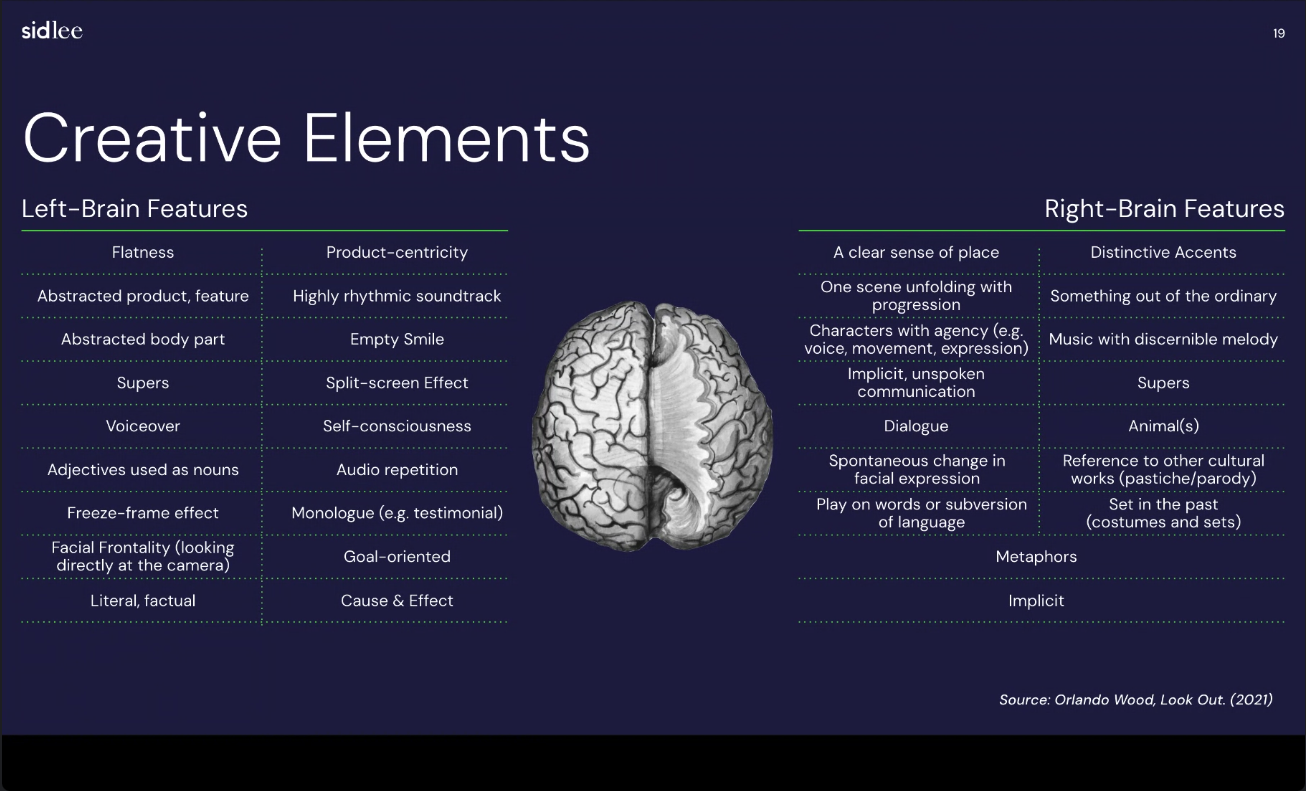 sidlee
19
Creative Elements
Left-Brain Features
Flatness
Product-centricity
Abstracted product, feature
Highly rhythmic soundtrack
Abstracted body part
Empty Smile
Supers
Split-screen Effect
Voiceover
Self-consciousness
Adjectives used as nouns
Audio repetition
Freeze-frame effect
Monologue (e.g. testimonial)
Facial Frontality (looking
directly at the camera)
Goal-oriented
Literal, factual
Cause & Effect
Right-Brain Features
A clear sense of place
Distinctive Accents
One scene unfolding with
progression
Something out of the ordinary
Characters with agency (e.g.
voice, movement, expression)
Music with discernible melody
Implicit, unspoken
communication
Supers
Dialogue
Animal(s)
Spontaneous change in
facial expression
Reference to other cultural
works (pastiche/parody)
Play on words or subversion
of language
Set in the past
(costumes and sets)
Metaphors
Implicit
Source: Orlando Wood, Look Out. (2021)